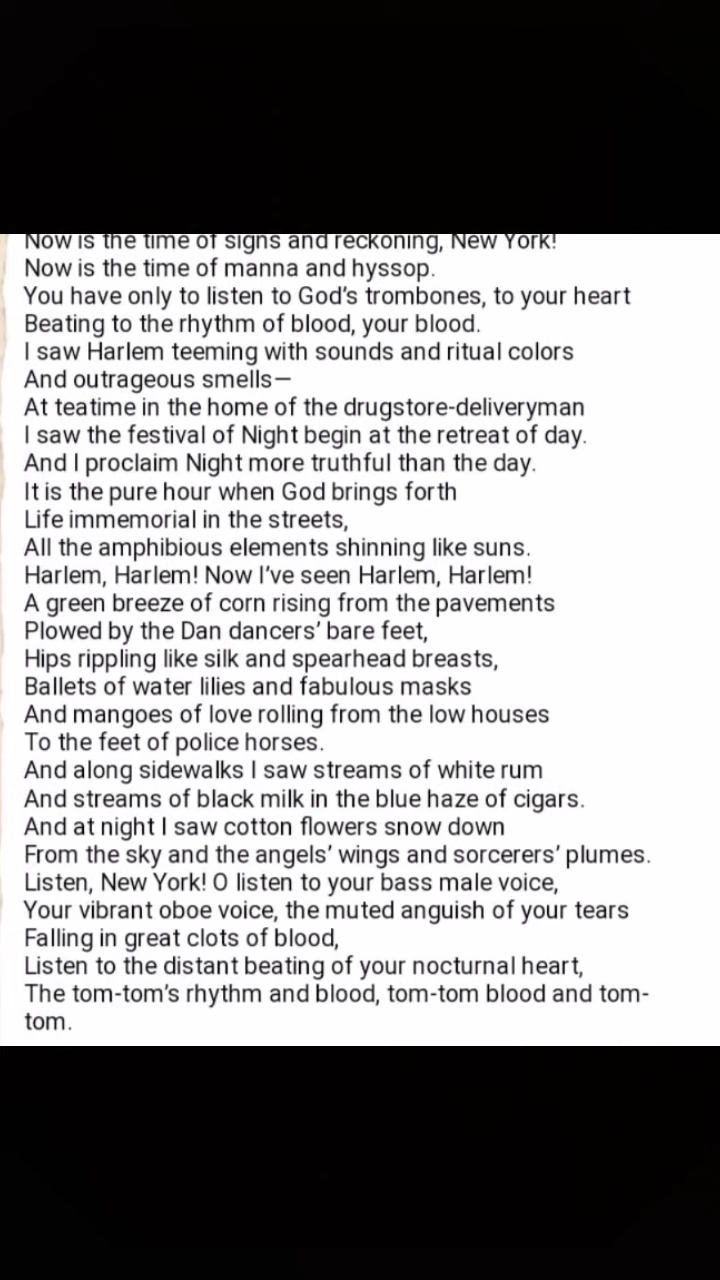 Now is the time of signs and reckoning, New York!
Now is the time of manna and hyssop.
You have only to listen to God's trombones, to your heart
Beating to the rhythm of blood, your blood.
I saw Harlem teeming with sounds and ritual colors
And outrageous smells—
At teatime in the home of the drugstore-deliveryman
I saw the festival of Night begin at the retreat of day.
And I proclaim Night more truthful than the day.
It is the pure hour when God brings forth
Life immemorial in the streets,
All the amphibious elements shinning like suns.
Harlem, Harlem! Now I've seen Harlem, Harlem!
A green breeze of corn rising from the pavements
Plowed by the Dan dancers' bare feet,
Hips rippling like silk and spearhead breasts,
Ballets of water lilies and fabulous masks
And mangoes of love rolling from the low houses
To the feet of police horses.
And along sidewalks I saw streams of white rum
And streams of black milk in the blue haze of cigars.
And at night I saw cotton flowers snow down
From the sky and the angels' wings and sorcerers' plumes.
Listen, New York! O listen to your bass male voice,
Your vibrant oboe voice, the muted anguish of your tears
Falling in great clots of blood,
Listen to the distant beating of your nocturnal heart,
The tom-tom's rhythm and blood, tom-tom blood and tom-
tom.